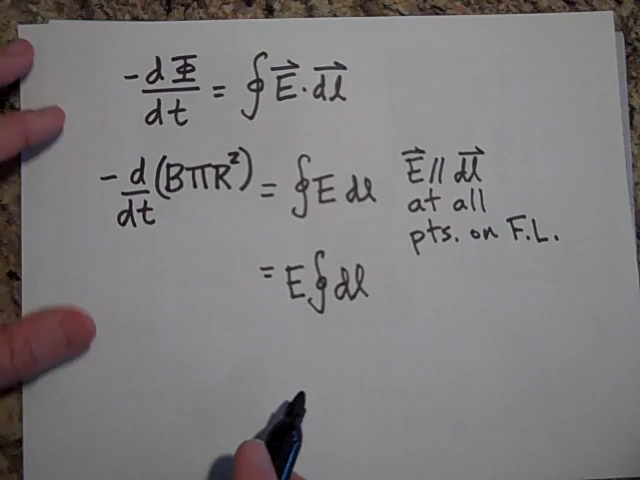 -dΦ/dt = ∮E⃗·dl⃗
-d/dt(BπR²) = ∮E dl E⃗ // dl⃗
at all
pts. on F.L.
= E∮dl